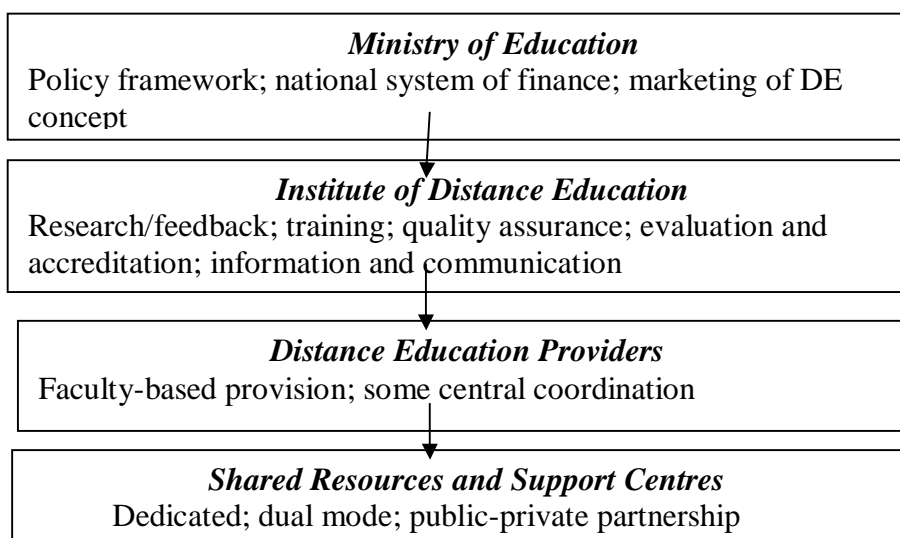 Ministry of Education
Policy framework; national system of finance; marketing of DE
concept
Institute of Distance Education
Research/feedback; training; quality assurance; evaluation and
accreditation; information and communication
Distance Education Providers
Faculty-based provision; some central coordination
Shared Resources and Support Centres
Dedicated; dual mode; public-private partnership